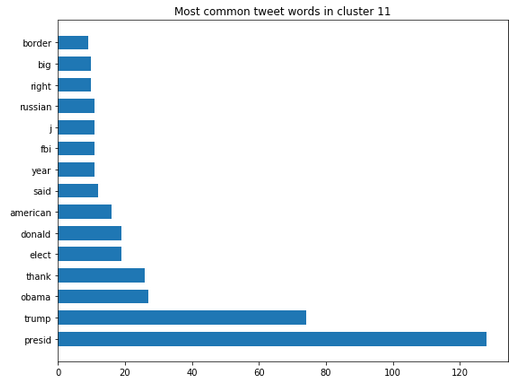 Most common tweet words in cluster 11
border
big
right
russian
j
fbi
year
said
american
donald
elect
thank
obama
trump
presid
0 20 40 60 80 100 120